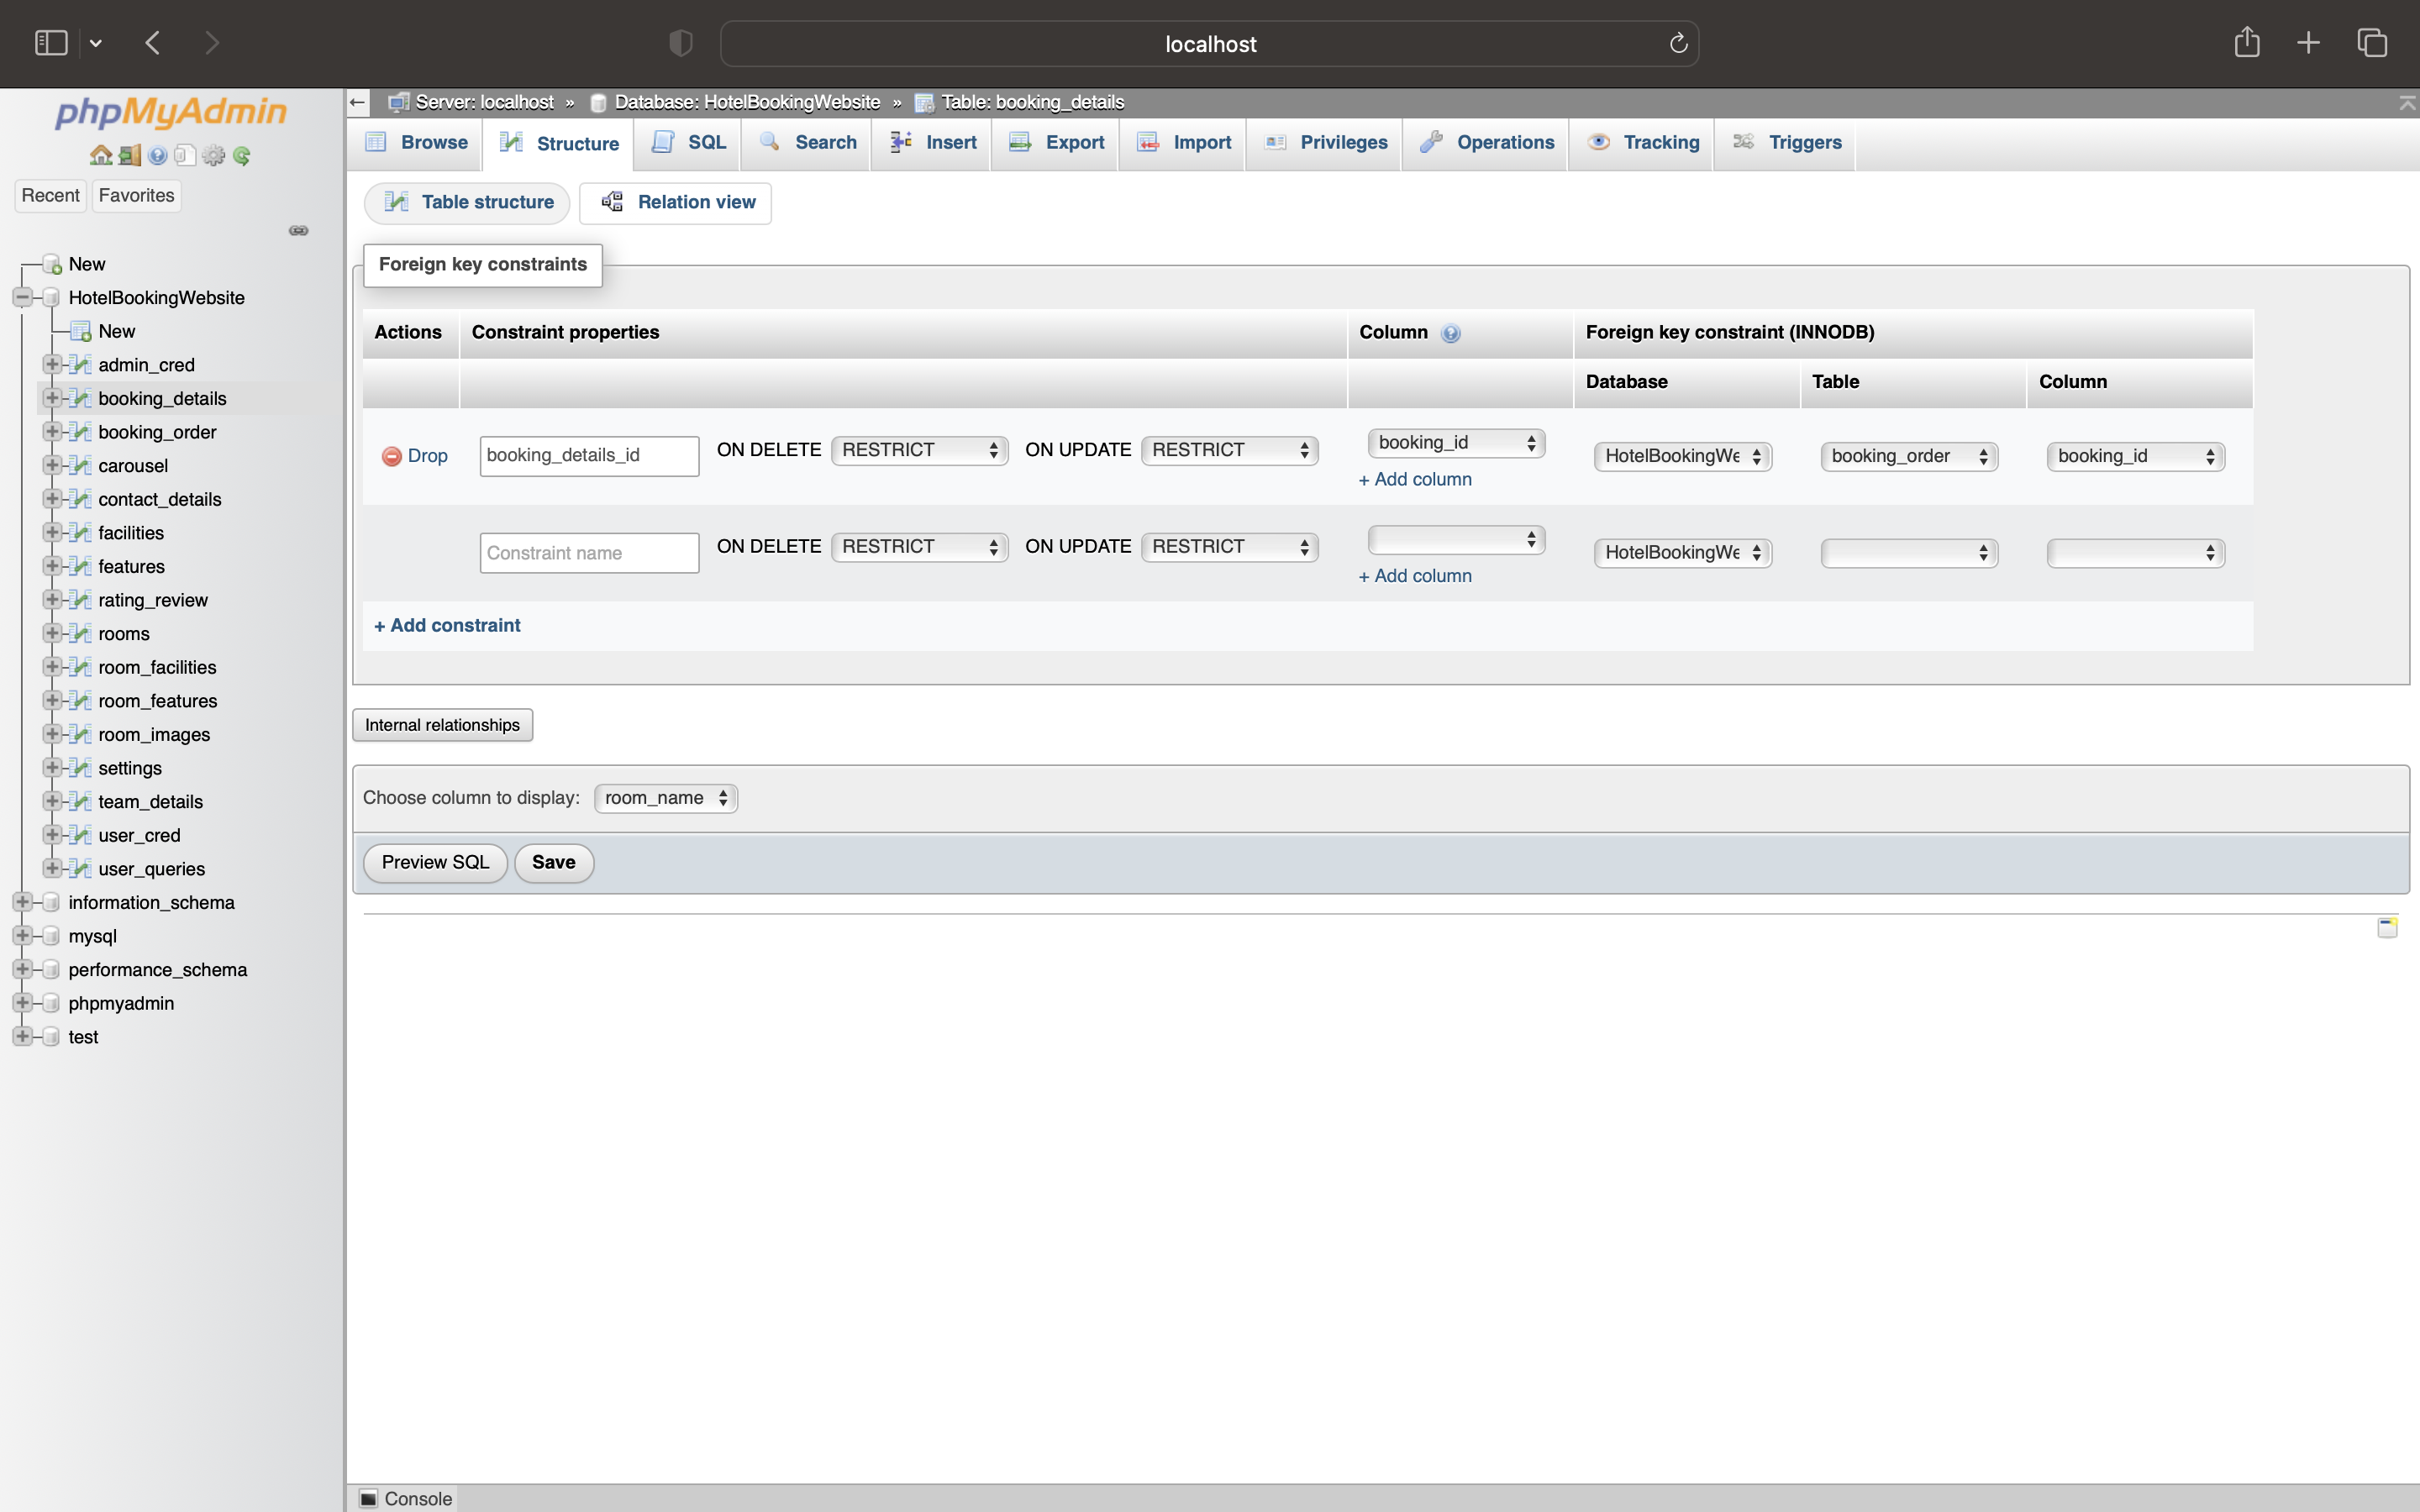 localhost
phpMyAdmin
Recent Favorites
New
HotelBookingWebsite
New
admin_cred
booking_details
booking_order
carousel
contact_details
facilities
features
rating_review
rooms
room_facilities
room_features
room_images
settings
team_details
user_cred
user_queries
information_schema
mysql
performance_schema
phpmyadmin
test
Server: localhost » Database: HotelBookingWebsite » Table: booking_details
Browse Structure SQL Search Insert Export Import Privileges Operations Tracking Triggers
Table structure Relation view
Foreign key constraints
Actions Constraint properties Column Foreign key constraint (INNODB)
Database Table Column
Drop booking_details_id ON DELETE RESTRICT ON UPDATE RESTRICT booking_id HotelBookingWe booking_order booking_id
+ Add column
Constraint name ON DELETE RESTRICT ON UPDATE RESTRICT HotelBookingWe
+ Add column
+ Add constraint
Internal relationships
Choose column to display: room_name
Preview SQL Save
Console